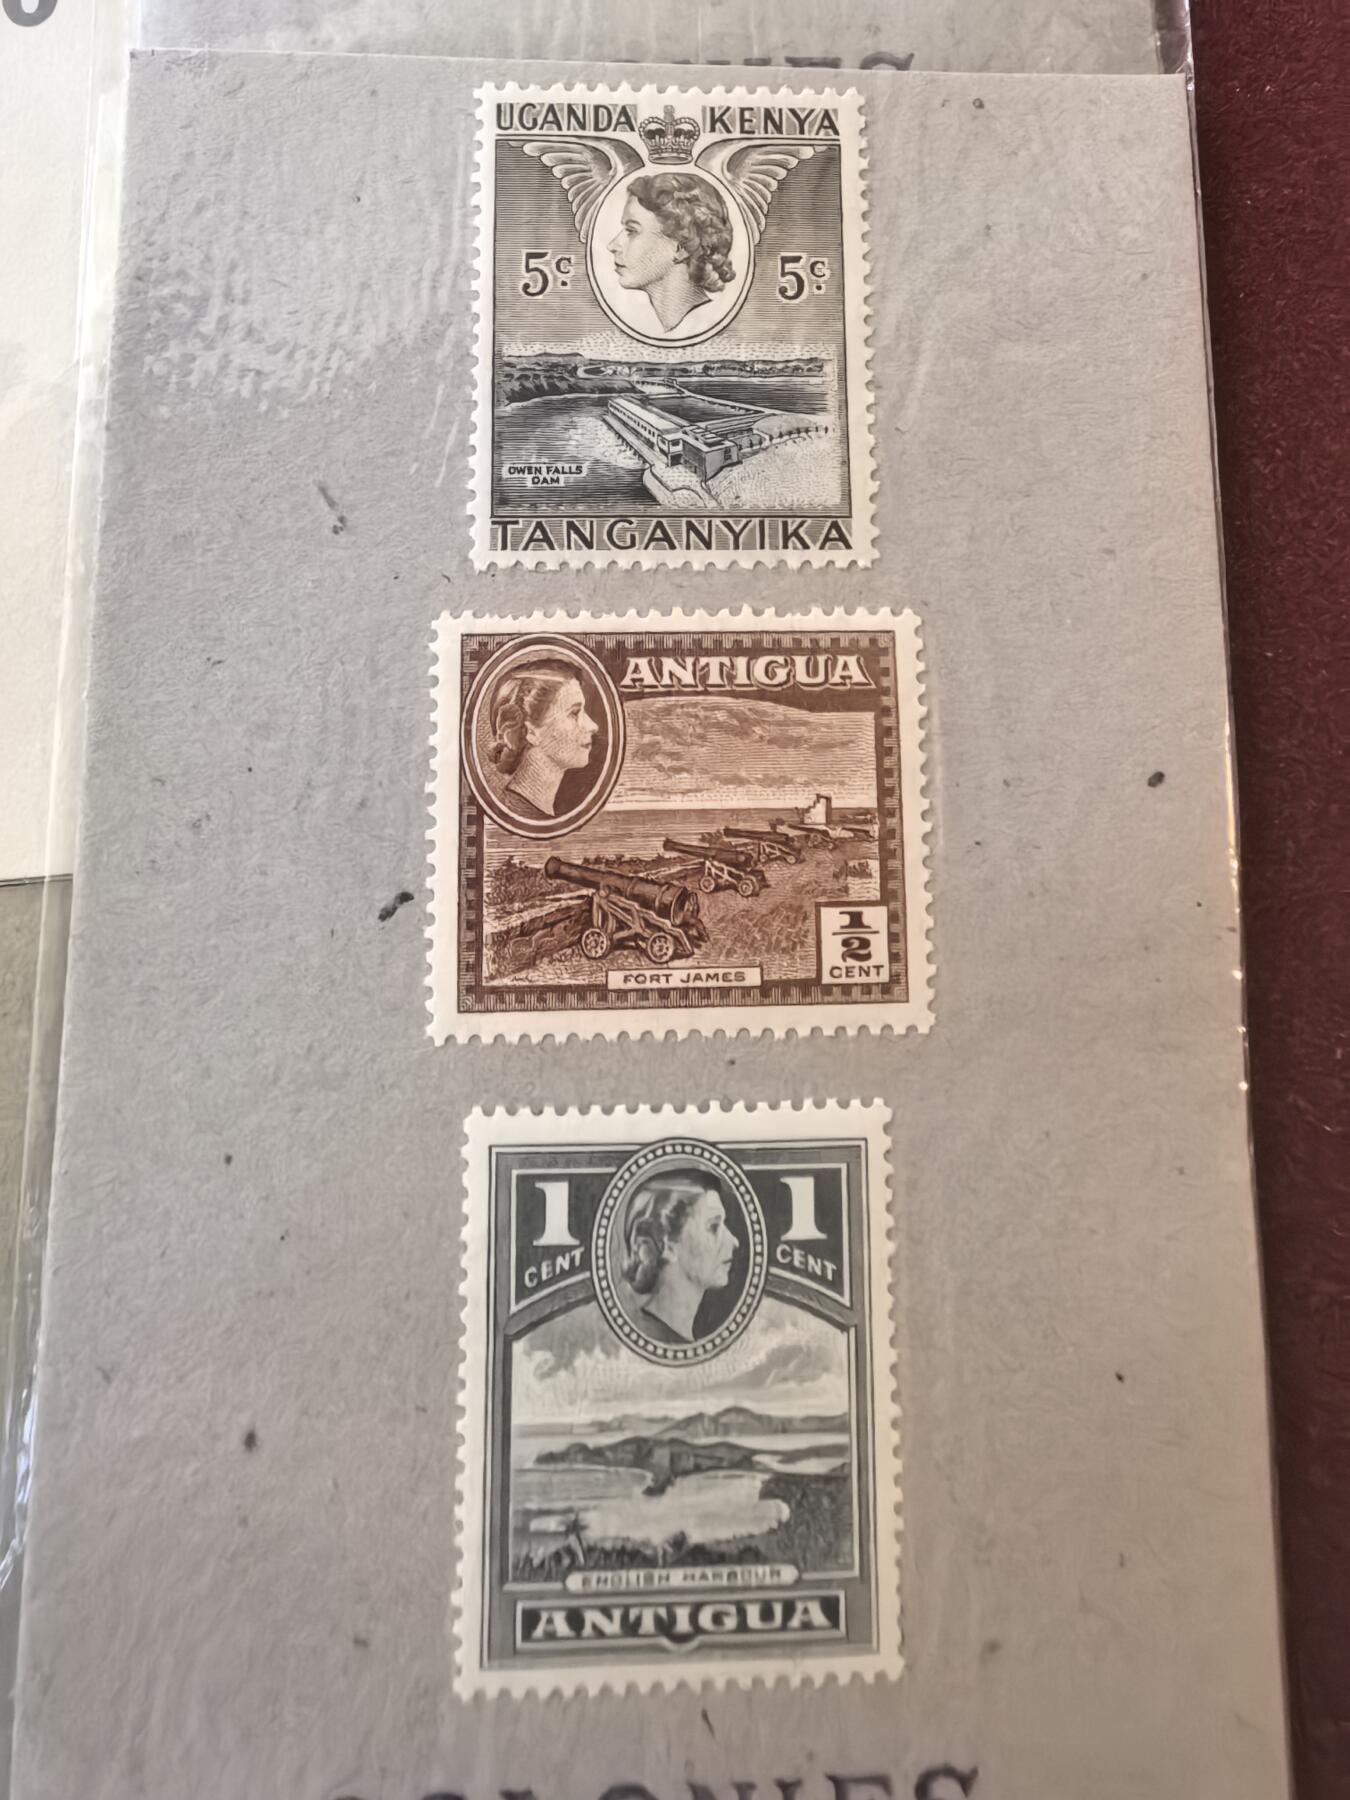 UGANDA KENYA
5c. 5c.
OWEN FALLS
DAM
TANGANYIKA
ANTIGUA
1/2
CENT
FORT JAMES
1 1
CENT CENT
ENGLISH HARBOUR
ANTIGUA